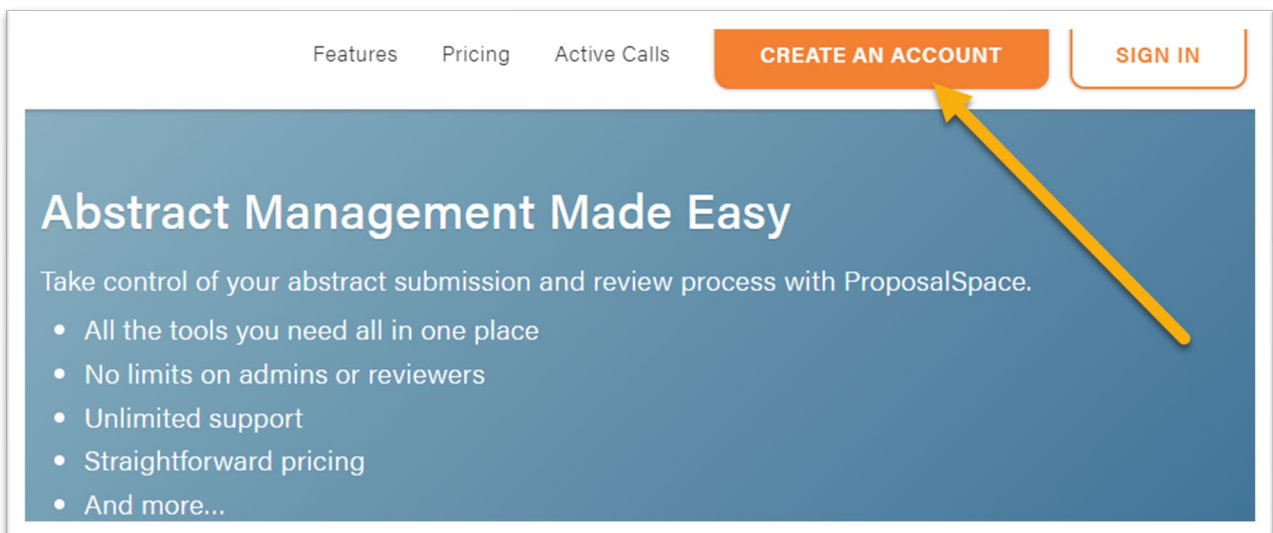 Features Pricing Active Calls CREATE AN ACCOUNT SIGN IN
Abstract Management Made Easy
Take control of your abstract submission and review process with ProposalSpace.
• All the tools you need all in one place
• No limits on admins or reviewers
• Unlimited support
• Straightforward pricing
• And more...